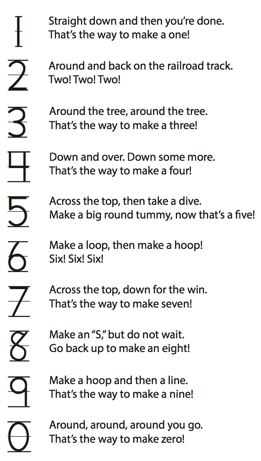 1 Straight down and then you're done.
That's the way to make a one!
2 Around and back on the railroad track.
Two! Two! Two!
3 Around the tree, around the tree.
That's the way to make a three!
4 Down and over. Down some more.
That's the way to make a four!
5 Across the top, then take a dive.
Make a big round tummy, now that's a five!
6 Make a loop, then make a hoop!
Six! Six! Six!
7 Across the top, down for the win.
That's the way to make seven!
8 Make an "S," but do not wait.
Go back up to make an eight!
9 Make a hoop and then a line.
That's the way to make a nine!
0 Around, around, around you go.
That's the way to make zero!